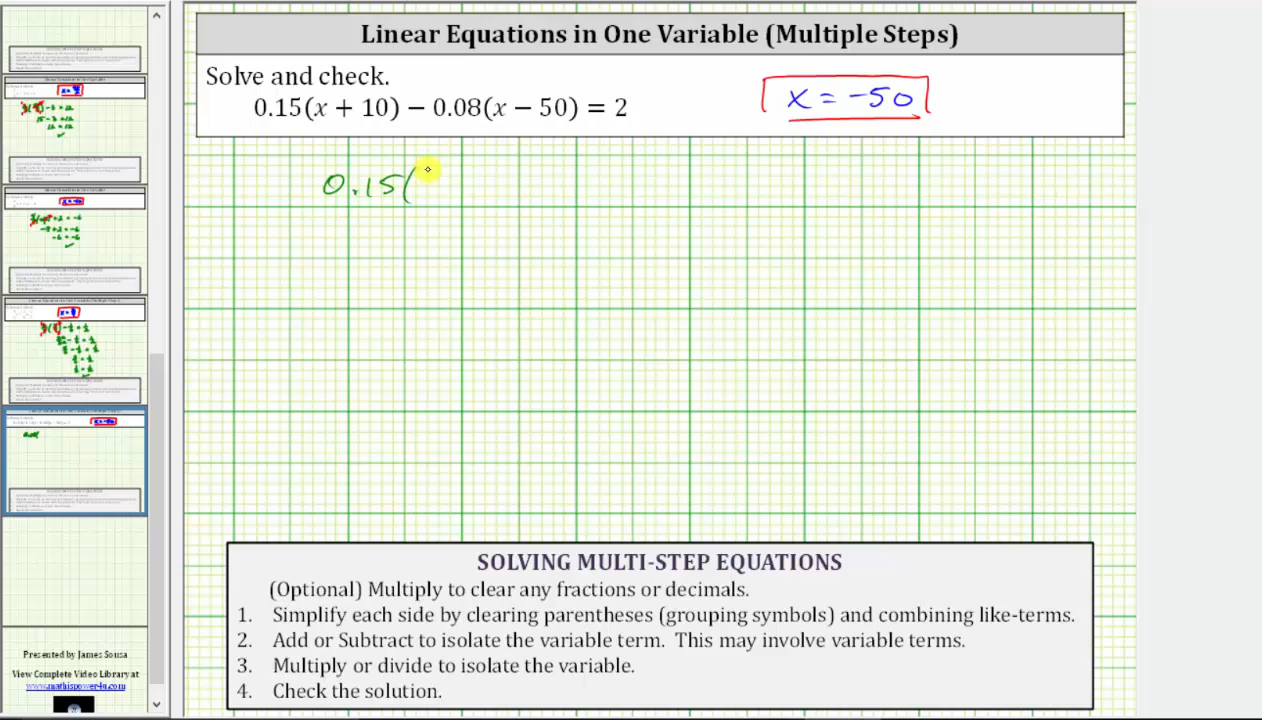 Linear Equations in One Variable (Multiple Steps)
Solve and check.
0.15(x + 10) − 0.08(x − 50) = 2
x = -50
0.15(
SOLVING MULTI-STEP EQUATIONS
(Optional) Multiply to clear any fractions or decimals.
1. Simplify each side by clearing parentheses (grouping symbols) and combining like-terms.
2. Add or Subtract to isolate the variable term. This may involve variable terms.
3. Multiply or divide to isolate the variable.
4. Check the solution.
Presented by James Sousa
View Complete Video Library at
www.mathispower4u.com